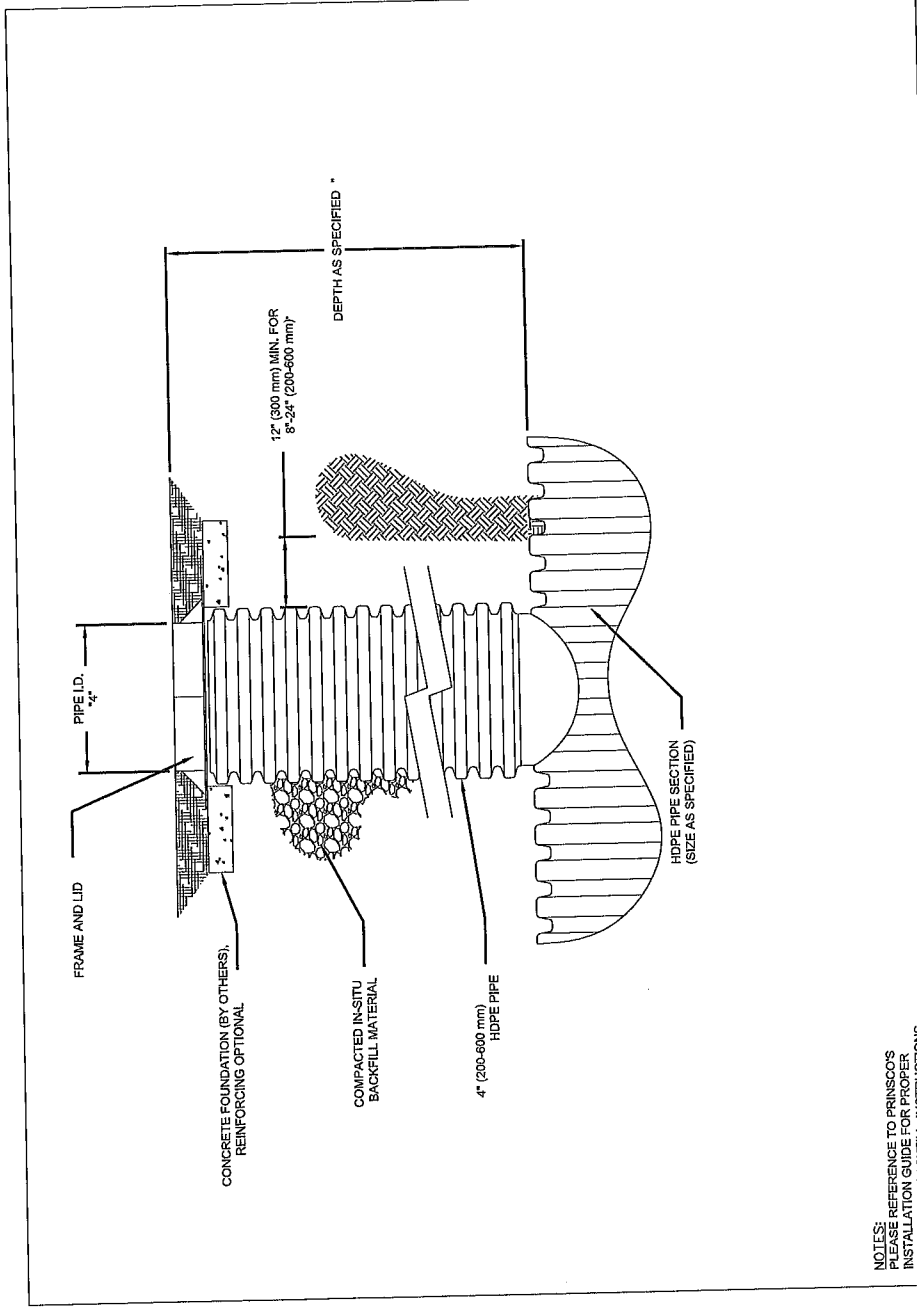 FRAME AND LID
PIPE I.D.
"4"
CONCRETE FOUNDATION (BY OTHERS),
REINFORCING OPTIONAL
12" (300 mm) MIN. FOR
8"-24" (200-600 mm)*
DEPTH AS SPECIFIED "
COMPACTED IN-SITU
BACKFILL MATERIAL
4" (200-600 mm)
HDPE PIPE
HDPE PIPE SECTION
(SIZE AS SPECIFIED)
NOTES:
PLEASE REFERENCE TO PRINSCO'S
INSTALLATION GUIDE FOR PROPER
INSTRUCTIONS